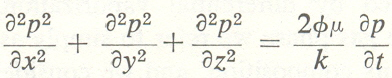 ∂²p²/∂x² + ∂²p²/∂y² + ∂²p²/∂z² = 2ϕμ/k ∂p/∂t